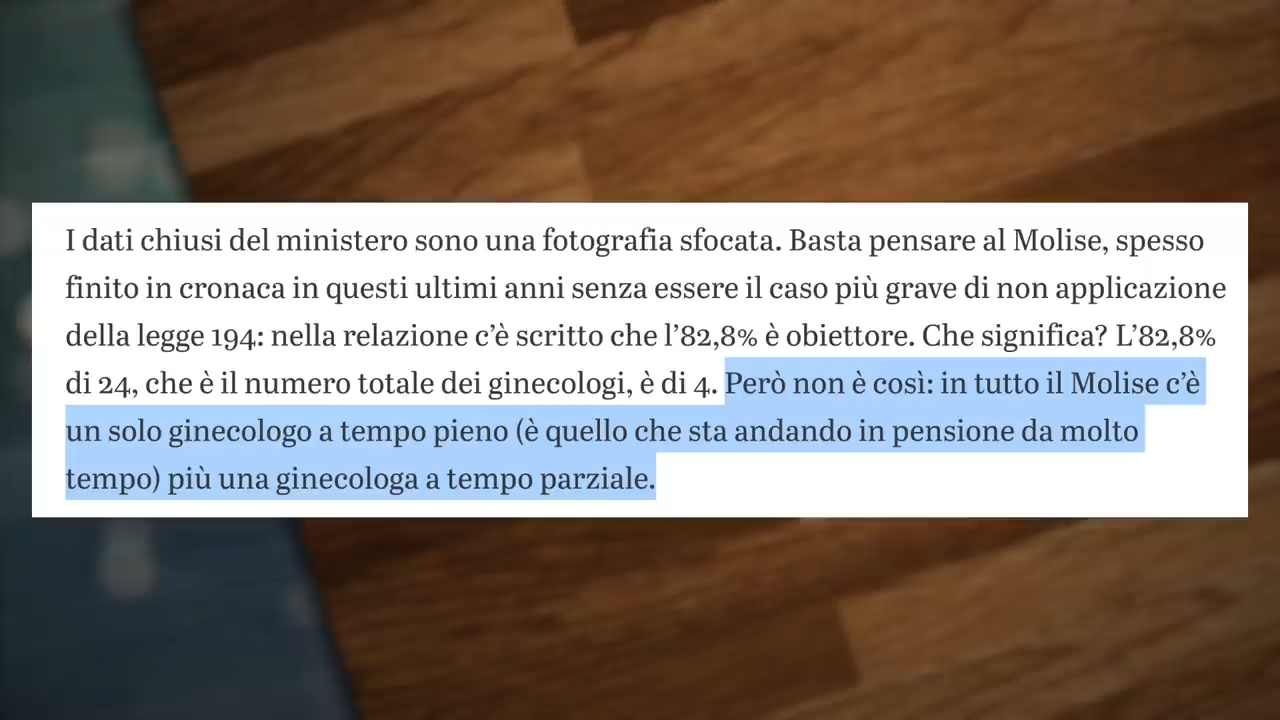 I dati chiusi del ministero sono una fotografia sfocata. Basta pensare al Molise, spesso
finito in cronaca in questi ultimi anni senza essere il caso più grave di non applicazione
della legge 194: nella relazione c’è scritto che l’82,8% è obiettore. Che significa? L’82,8%
di 24, che è il numero totale dei ginecologi, è di 4. Però non è così: in tutto il Molise c’è
un solo ginecologo a tempo pieno (è quello che sta andando in pensione da molto
tempo) più una ginecologa a tempo parziale.